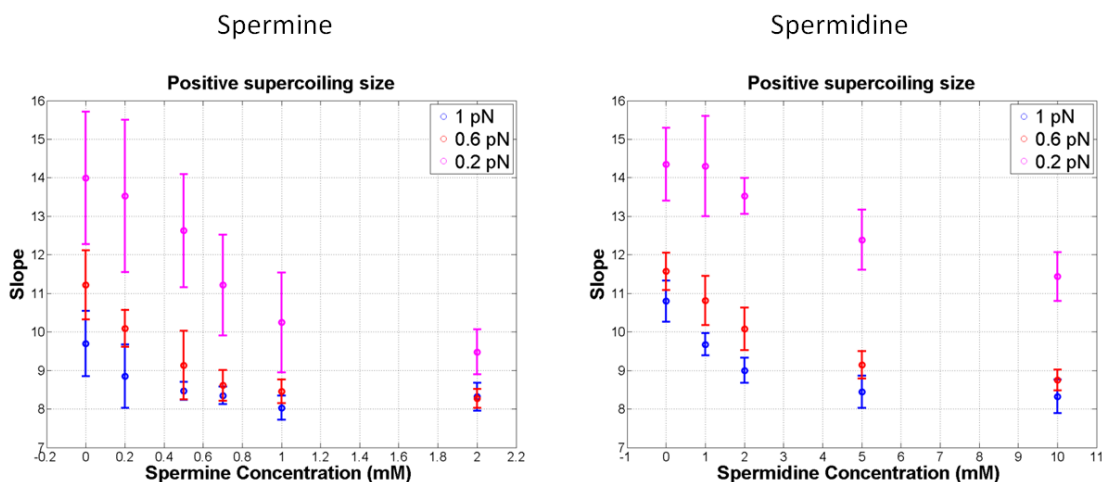 Spermine
Spermidine
Positive supercoiling size
Slope
16
15
14
13
12
11
10
9
8
7
1 pN
0.6 pN
0.2 pN
-0.2 0 0.2 0.4 0.6 0.8 1 1.2 1.4 1.6 1.8 2 2.2
Spermine Concentration (mM)
Positive supercoiling size
Slope
16
15
14
13
12
11
10
9
8
7
1 pN
0.6 pN
0.2 pN
-1 0 1 2 3 4 5 6 7 8 9 10 11
Spermidine Concentration (mM)